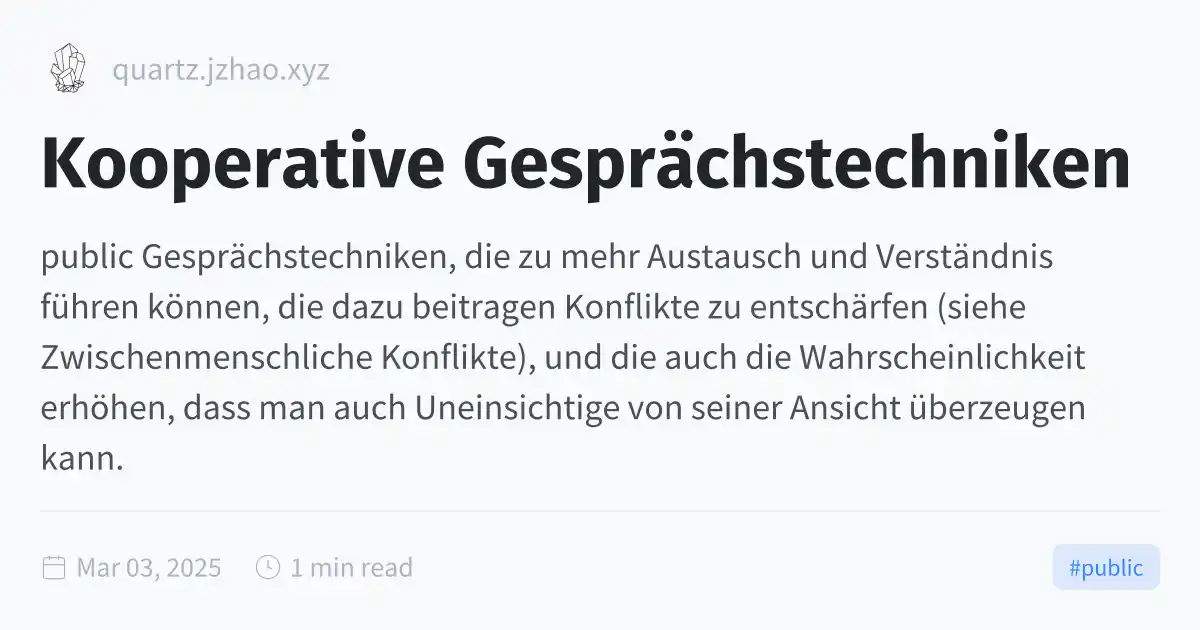 quartz.jzhao.xyz
Kooperative Gesprächstechniken
public Gesprächstechniken, die zu mehr Austausch und Verständnis
führen können, die dazu beitragen Konflikte zu entschärfen (siehe
Zwischenmenschliche Konflikte), und die auch die Wahrscheinlichkeit
erhöhen, dass man auch Uneinsichtige von seiner Ansicht überzeugen
kann.
Mar 03, 2025 1 min read #public